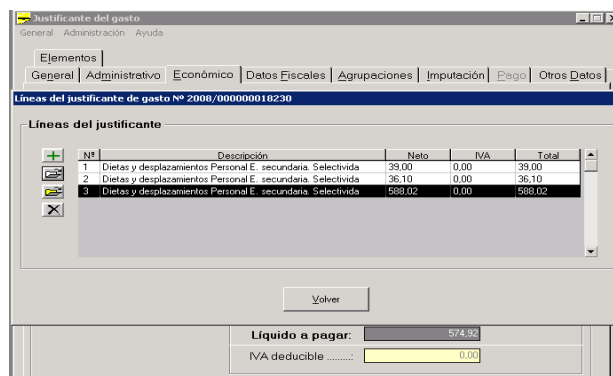 Justificante del gasto
General Administración Ayuda
Elementos
General Administrativo Económico Datos Fiscales Agrupaciones Imputación Pago Otros Datos
Líneas del justificante de gasto Nº 2008/000000018230
Líneas del justificante
Nº Descripción Neto IVA Total
1 Dietas y desplazamientos Personal E. secundaria. Selectivida 39,00 0,00 39,00
2 Dietas y desplazamientos Personal E. secundaria. Selectivida 36,10 0,00 36,10
3 Dietas y desplazamientos Personal E. secundaria. Selectivida 588,02 0,00 588,02
Volver
Líquido a pagar: 574,92
IVA deducible .........: 0,00